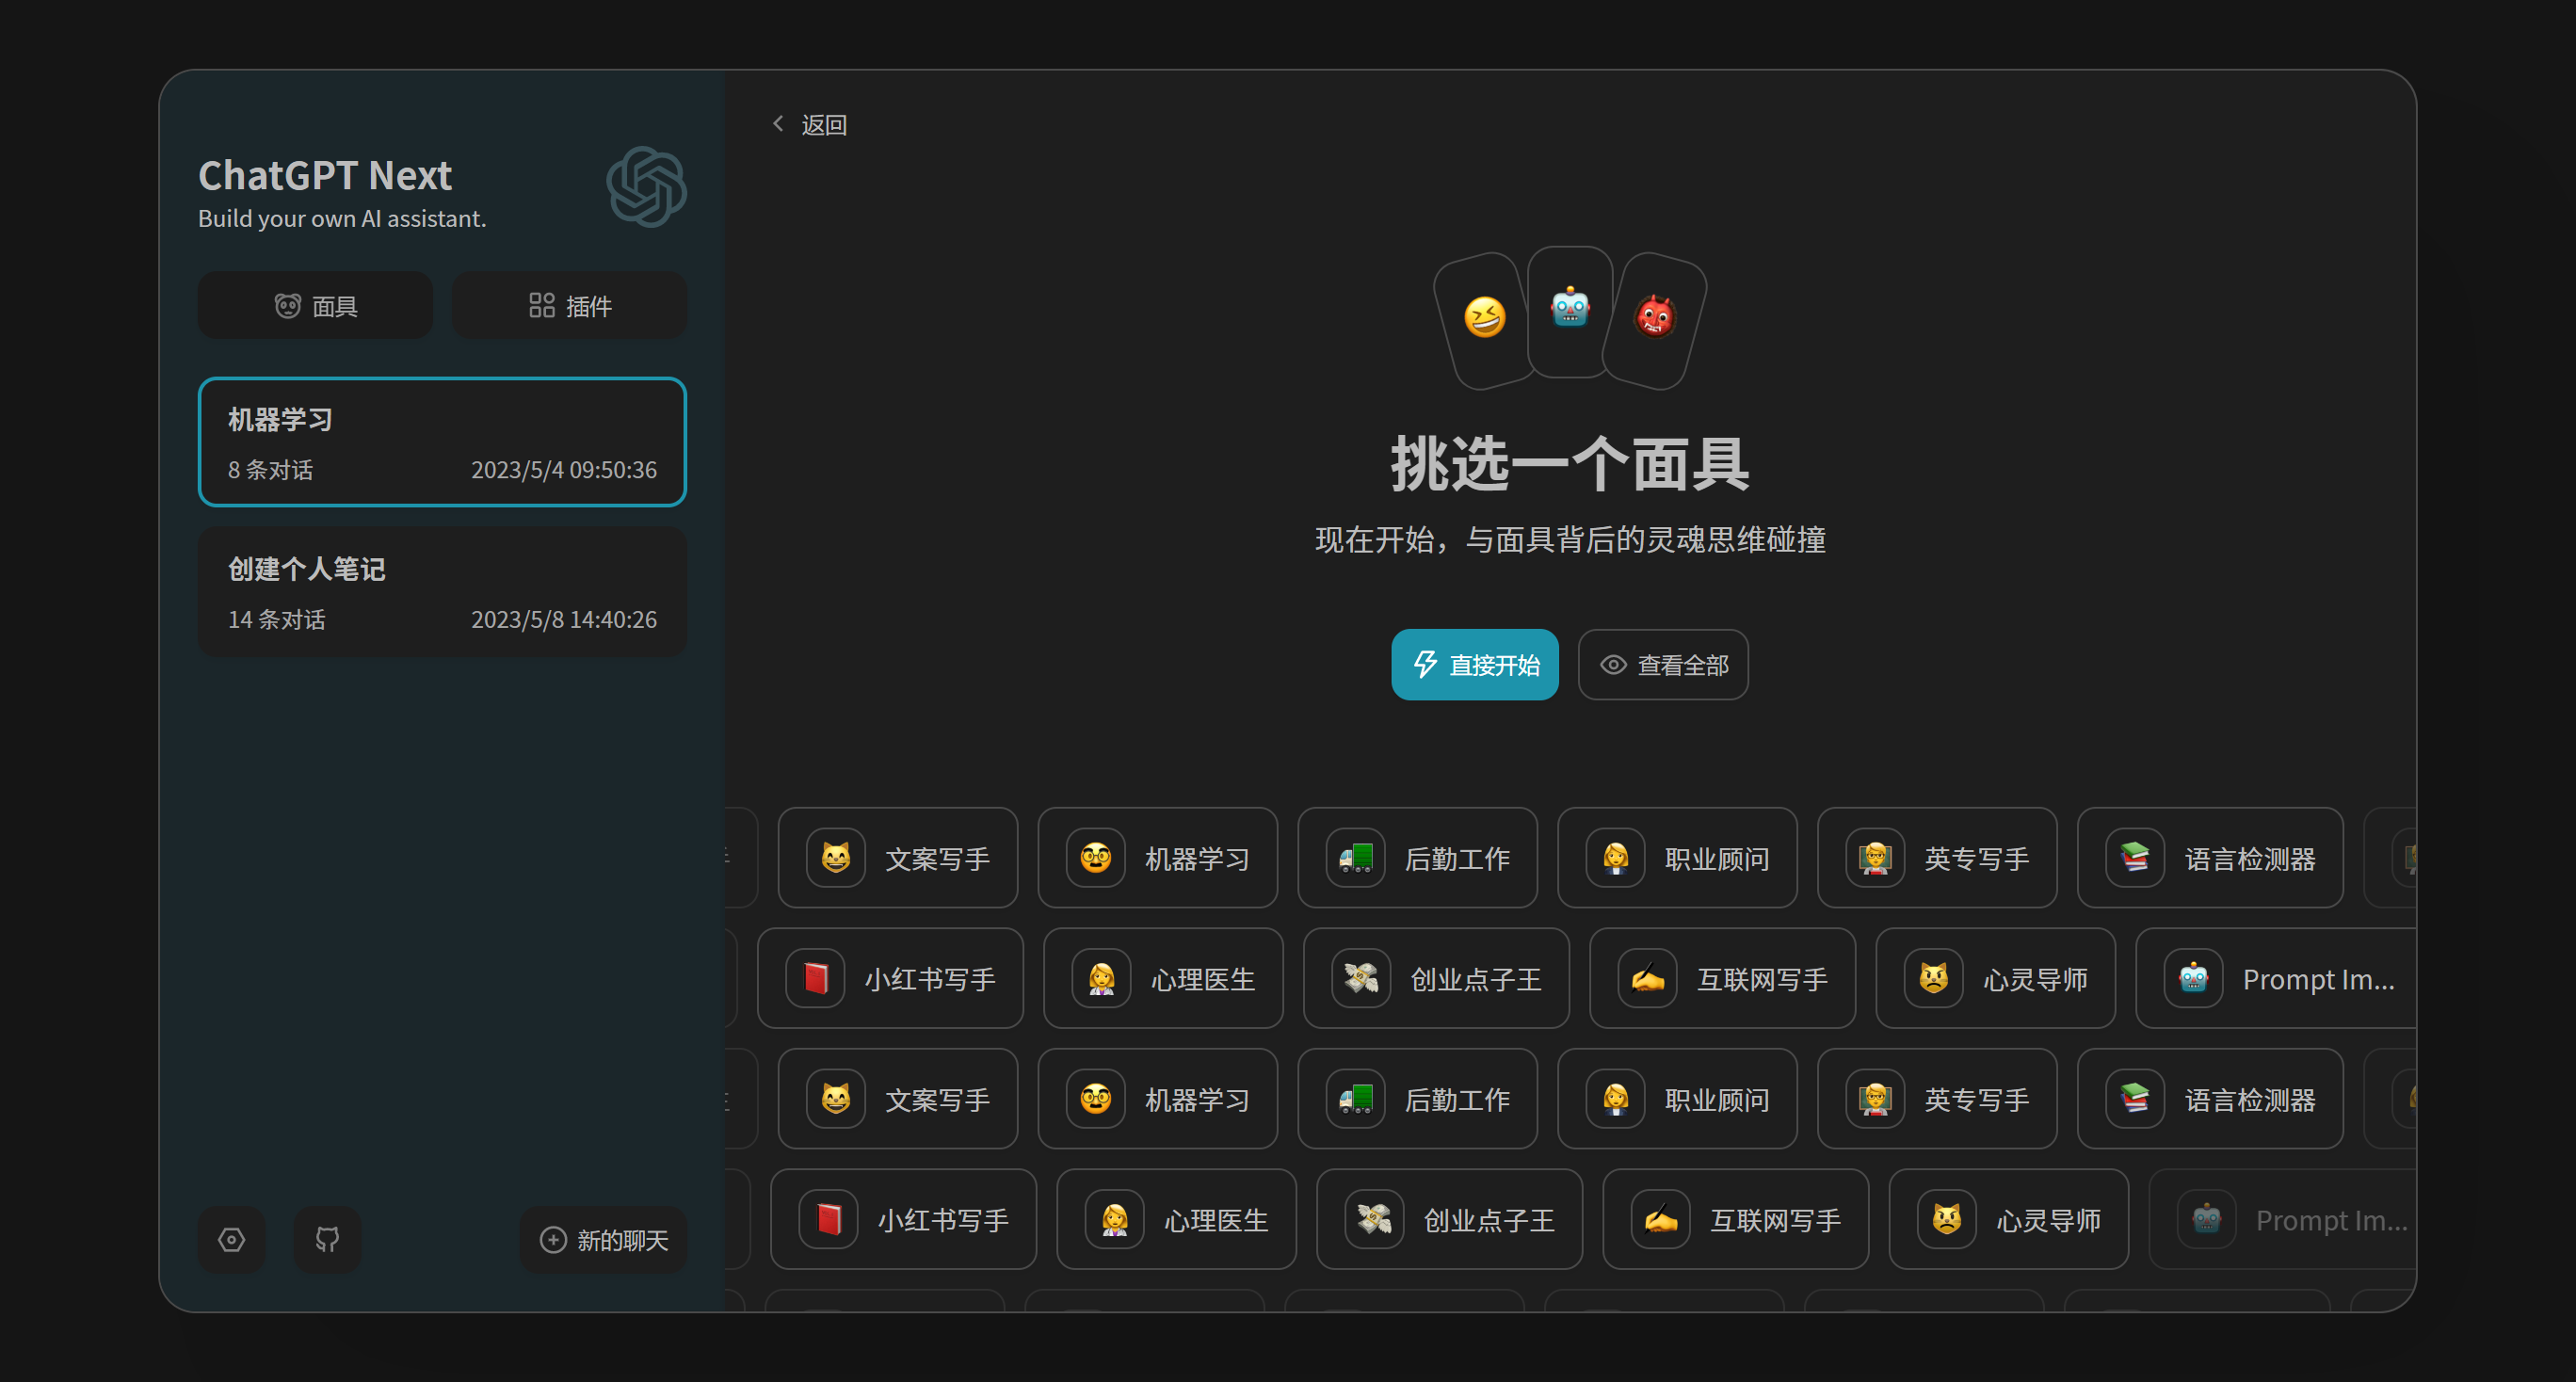 ChatGPT Next
Build your own AI assistant.
面具
插件
机器学习
8 条对话
2023/5/4 09:50:36
创建个人笔记
14 条对话
2023/5/8 14:40:26
新的聊天
返回
挑选一个面具
现在开始，与面具背后的灵魂思维碰撞
直接开始
查看全部
文案写手
机器学习
后勤工作
职业顾问
英专写手
语言检测器
小红书写手
心理医生
创业点子王
互联网写手
心灵导师
Prompt Im...
文案写手
机器学习
后勤工作
职业顾问
英专写手
语言检测器
小红书写手
心理医生
创业点子王
互联网写手
心灵导师
Prompt Im...